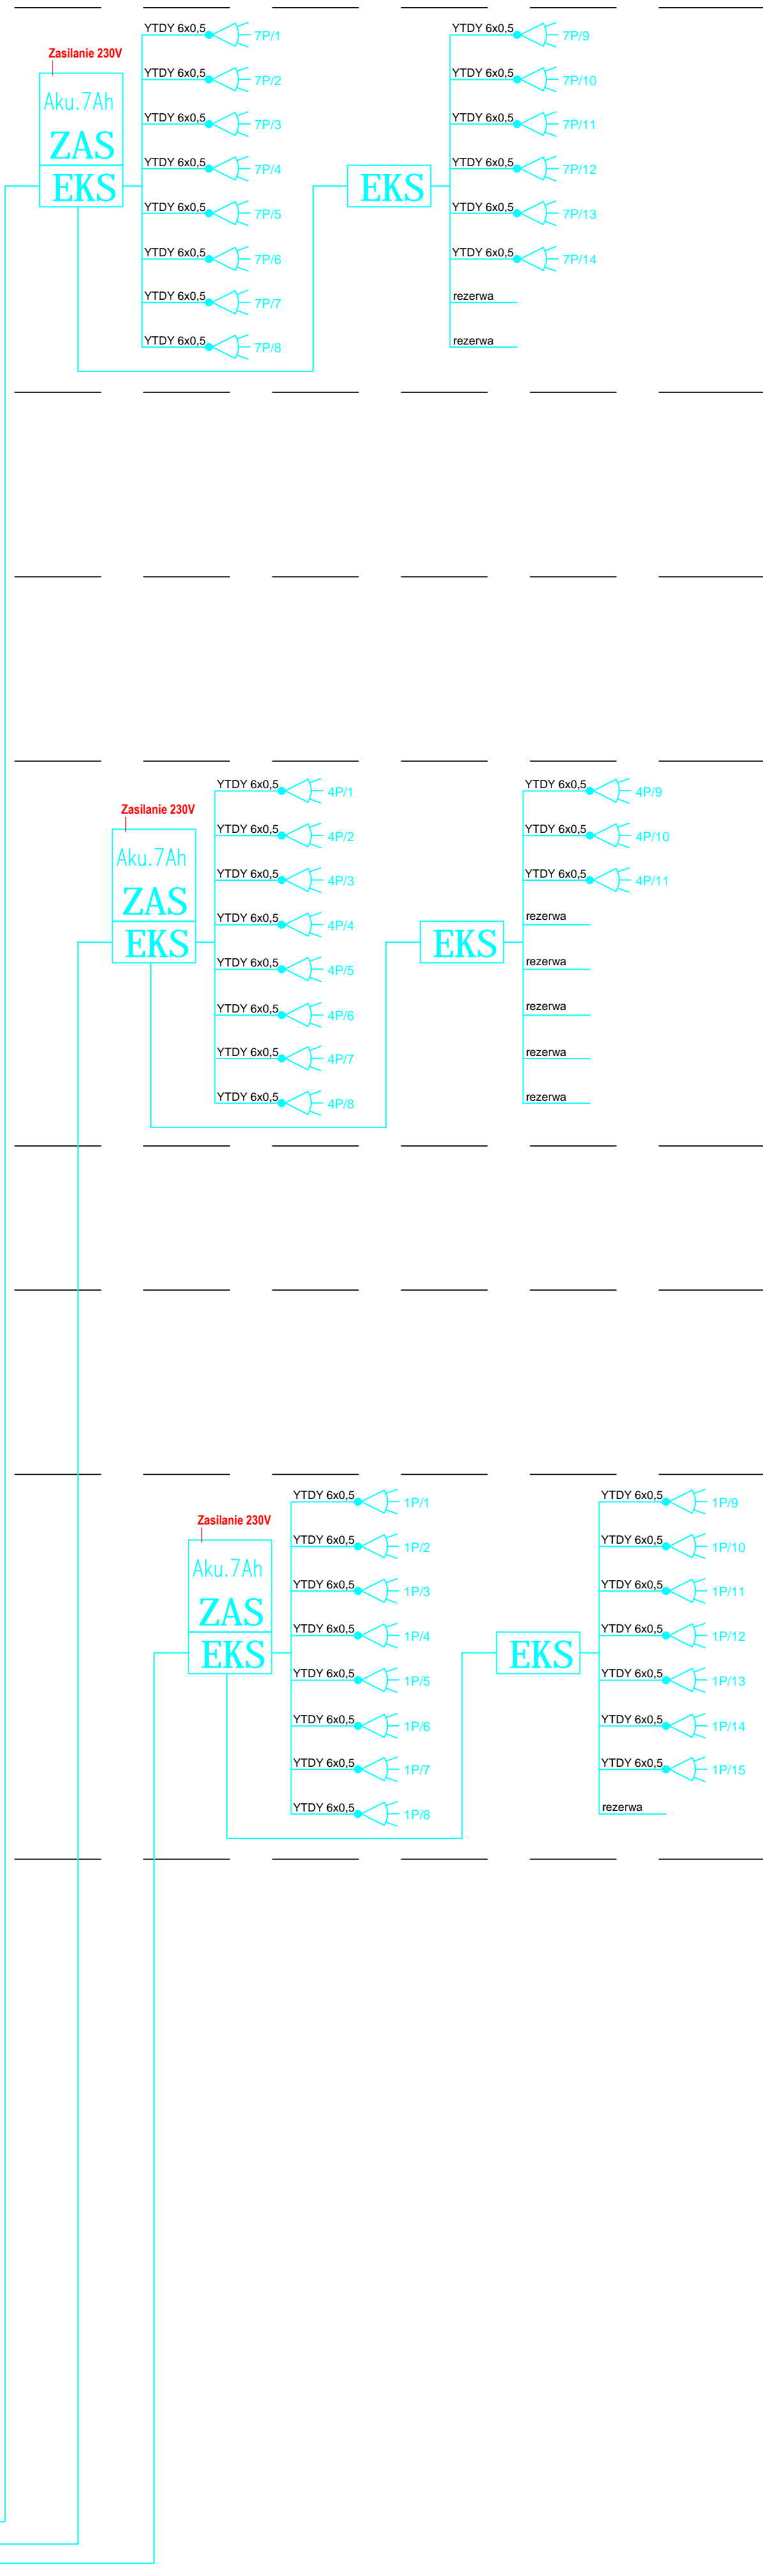 Zasilanie 230V
Aku.7Ah
ZAS
EKS
YTDY 6x0,5 7P/1
YTDY 6x0,5 7P/2
YTDY 6x0,5 7P/3
YTDY 6x0,5 7P/4
YTDY 6x0,5 7P/5
YTDY 6x0,5 7P/6
YTDY 6x0,5 7P/7
YTDY 6x0,5 7P/8
EKS
YTDY 6x0,5 7P/9
YTDY 6x0,5 7P/10
YTDY 6x0,5 7P/11
YTDY 6x0,5 7P/12
YTDY 6x0,5 7P/13
YTDY 6x0,5 7P/14
rezerwa
rezerwa
Zasilanie 230V
Aku.7Ah
ZAS
EKS
YTDY 6x0,5 4P/1
YTDY 6x0,5 4P/2
YTDY 6x0,5 4P/3
YTDY 6x0,5 4P/4
YTDY 6x0,5 4P/5
YTDY 6x0,5 4P/6
YTDY 6x0,5 4P/7
YTDY 6x0,5 4P/8
EKS
YTDY 6x0,5 4P/9
YTDY 6x0,5 4P/10
YTDY 6x0,5 4P/11
rezerwa
rezerwa
rezerwa
rezerwa
rezerwa
Zasilanie 230V
Aku.7Ah
ZAS
EKS
YTDY 6x0,5 1P/1
YTDY 6x0,5 1P/2
YTDY 6x0,5 1P/3
YTDY 6x0,5 1P/4
YTDY 6x0,5 1P/5
YTDY 6x0,5 1P/6
YTDY 6x0,5 1P/7
YTDY 6x0,5 1P/8
EKS
YTDY 6x0,5 1P/9
YTDY 6x0,5 1P/10
YTDY 6x0,5 1P/11
YTDY 6x0,5 1P/12
YTDY 6x0,5 1P/13
YTDY 6x0,5 1P/14
YTDY 6x0,5 1P/15
rezerwa